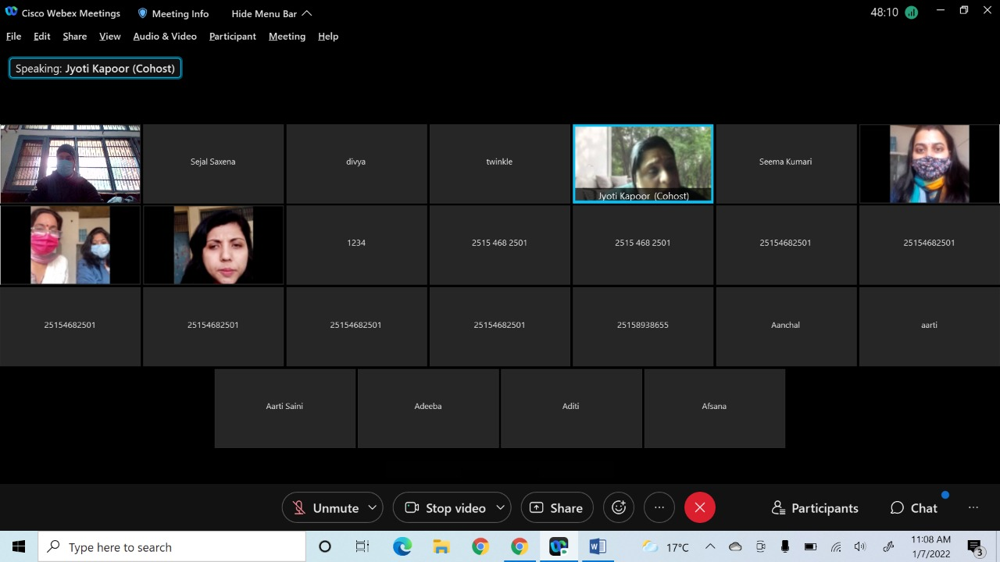 Cisco Webex Meetings Meeting Info Hide Menu Bar 48:10
File Edit Share View Audio & Video Participant Meeting Help
Speaking: Jyoti Kapoor (Cohost)
Sejal Saxena divya twinkle Seema Kumari
Jyoti Kapoor (Cohost)
1234 2515 468 2501 2515 468 2501 25154682501 25154682501
25154682501 25154682501 25154682501 25154682501 25158938655 Aanchal aarti
Aarti Saini Adeeba Aditi Afsana
Unmute Stop video Share Participants Chat
Type here to search 17°C 11:08 AM
1/7/2022 3